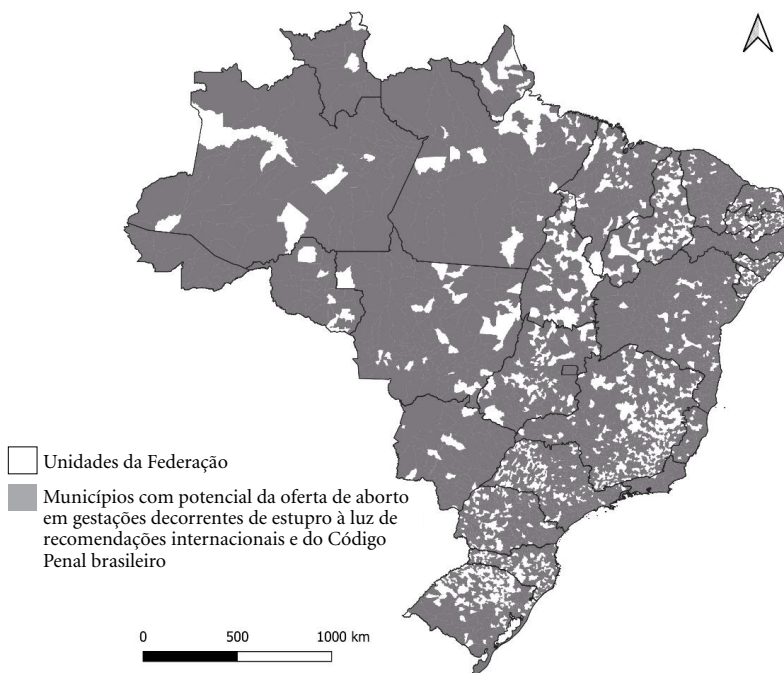 Unidades da Federação
Municípios com potencial da oferta de aborto
em gestações decorrentes de estupro à luz de
recomendações internacionais e do Código
Penal brasileiro
0 500 1000 km